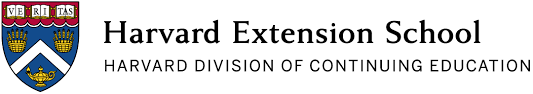 VE RI TAS
Harvard Extension School
HARVARD DIVISION OF CONTINUING EDUCATION